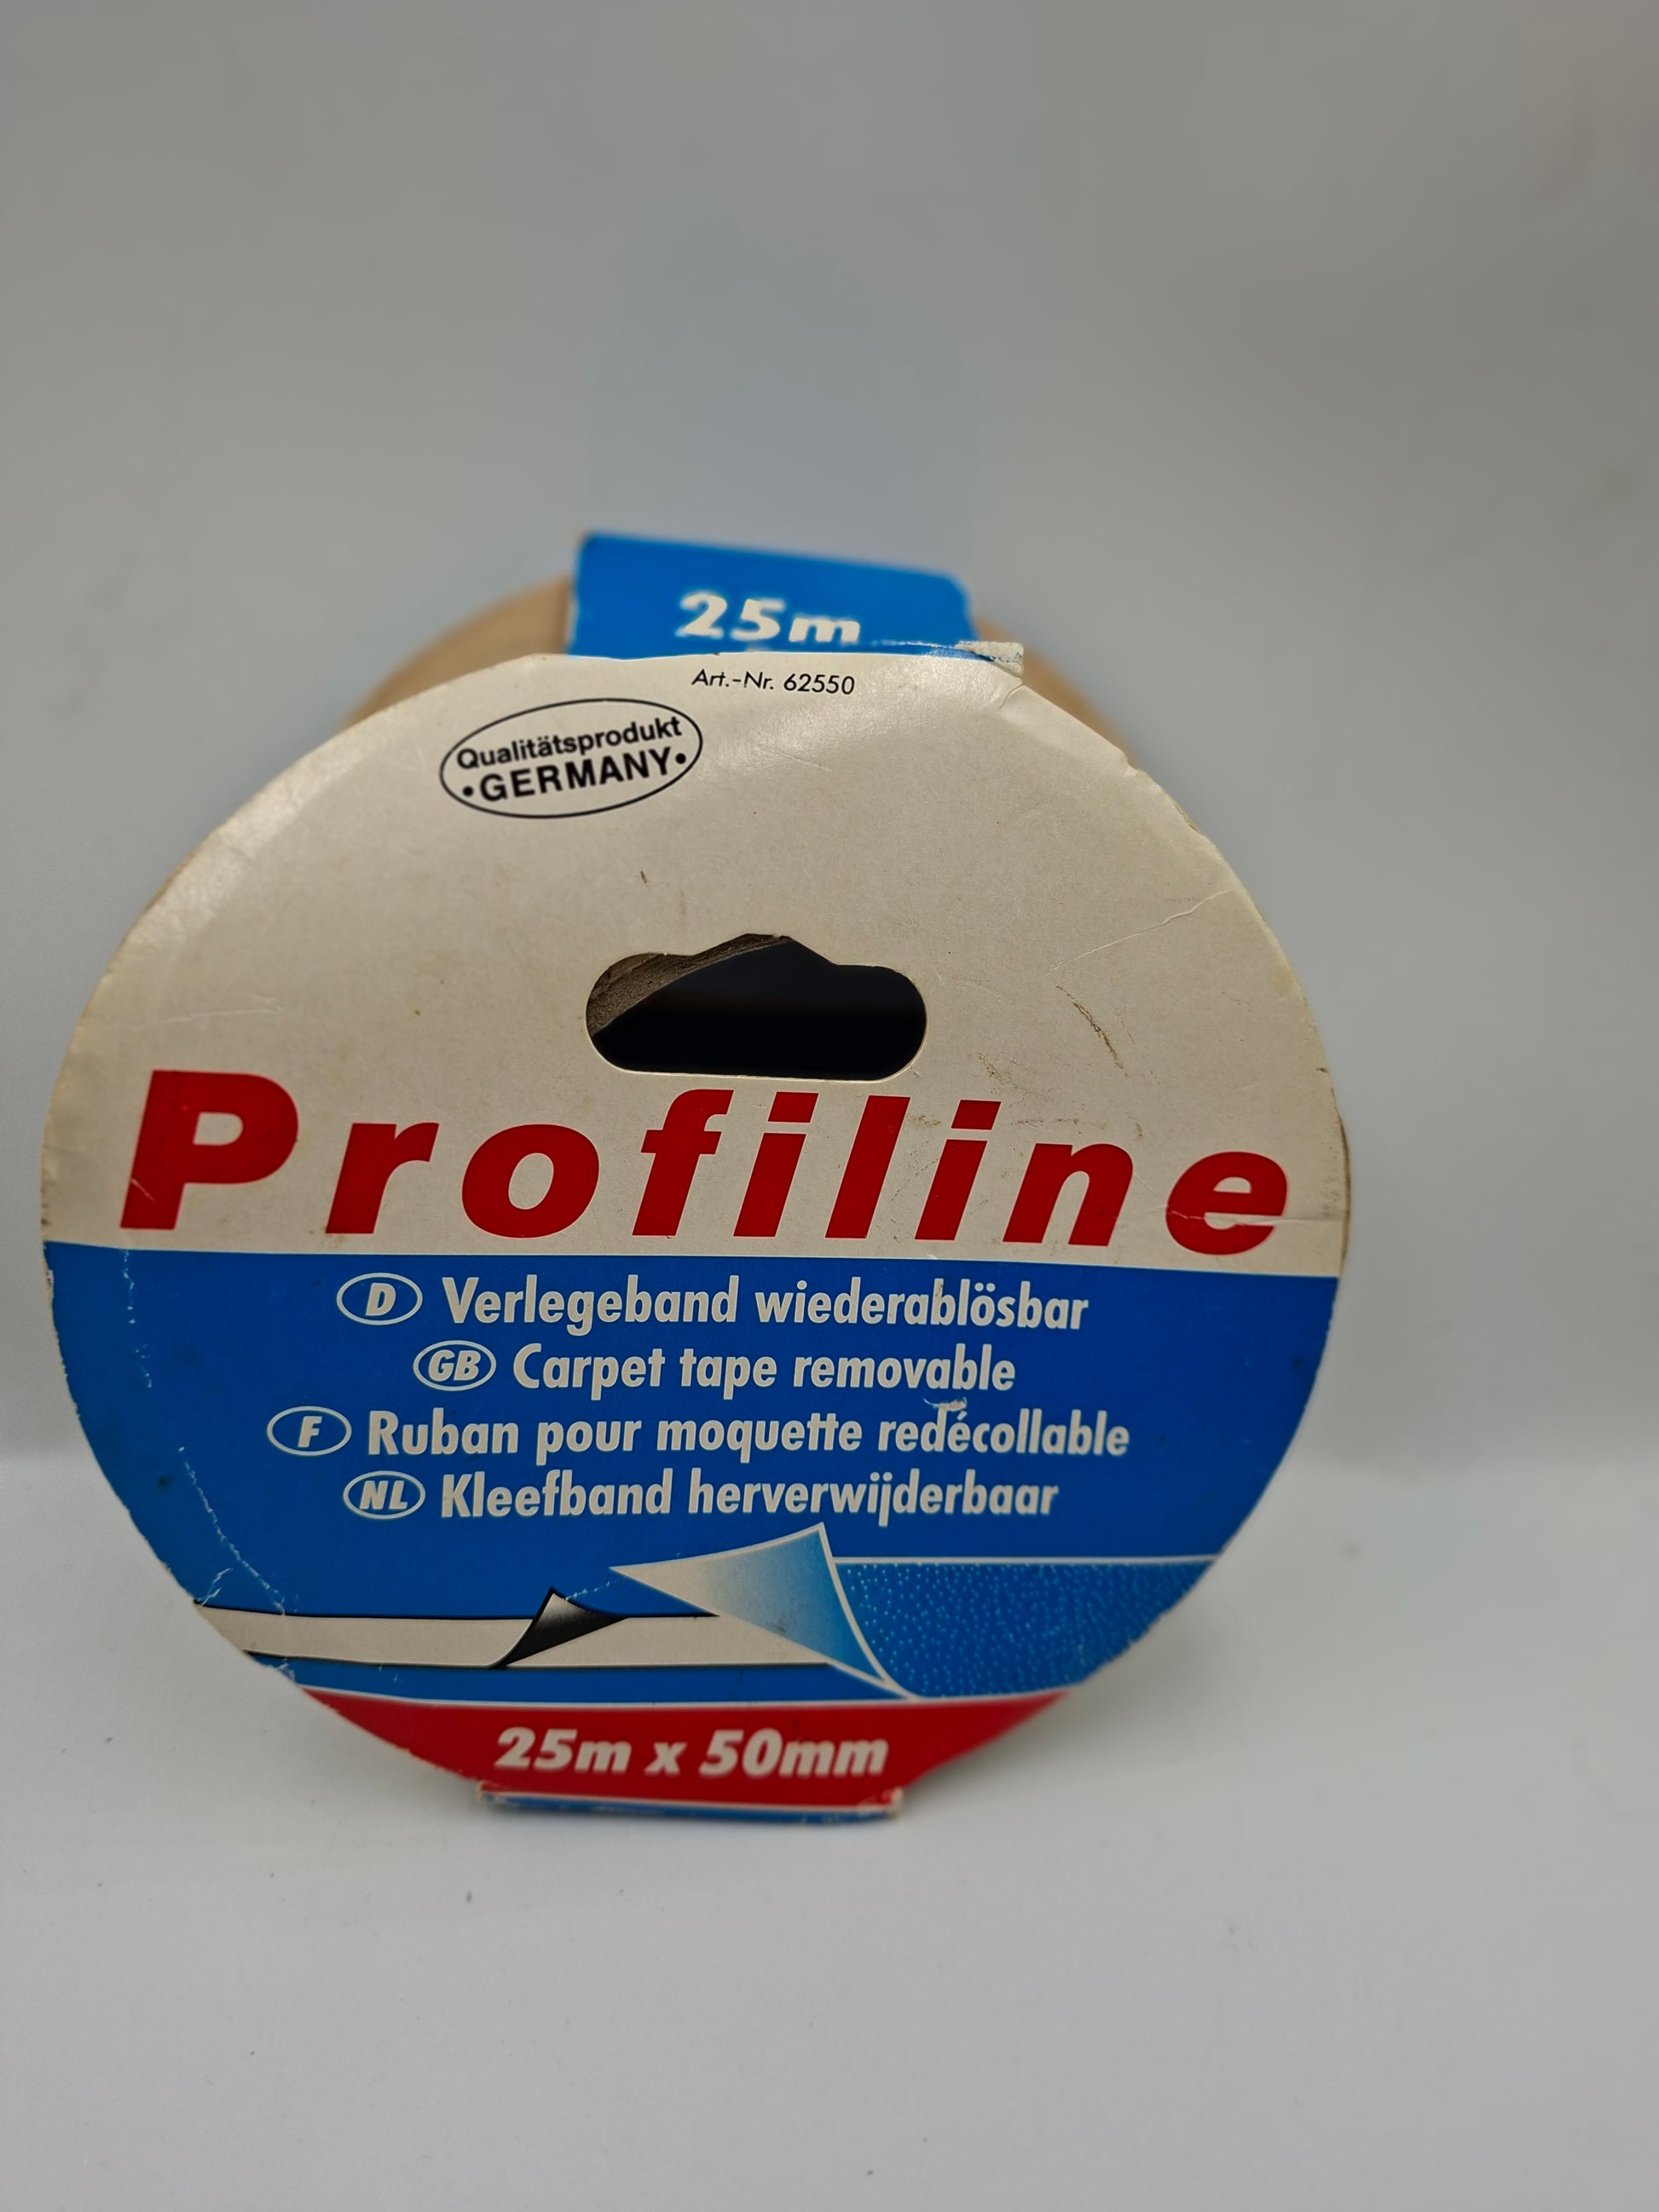 25m
Art.-Nr. 62550
Qualitätsprodukt
•GERMANY•
Profiline
D Verlegeband wiederablösbar
GB Carpet tape removable
F Ruban pour moquette redécollable
NL Kleefband herverwijderbaar
25m x 50mm